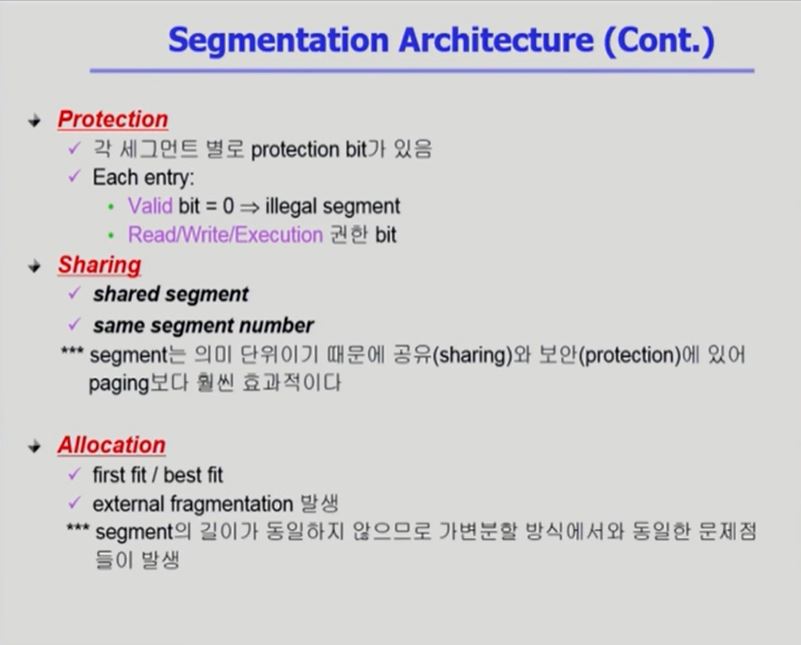 Segmentation Architecture (Cont.)
Protection
각 세그먼트 별로 protection bit가 있음
Each entry:
Valid bit = 0 ⇒ illegal segment
Read/Write/Execution 권한 bit
Sharing
shared segment
same segment number
*** segment는 의미 단위이기 때문에 공유(sharing)와 보안(protection)에 있어
paging보다 훨씬 효과적이다
Allocation
first fit / best fit
external fragmentation 발생
*** segment의 길이가 동일하지 않으므로 가변분할 방식에서와 동일한 문제점
들이 발생